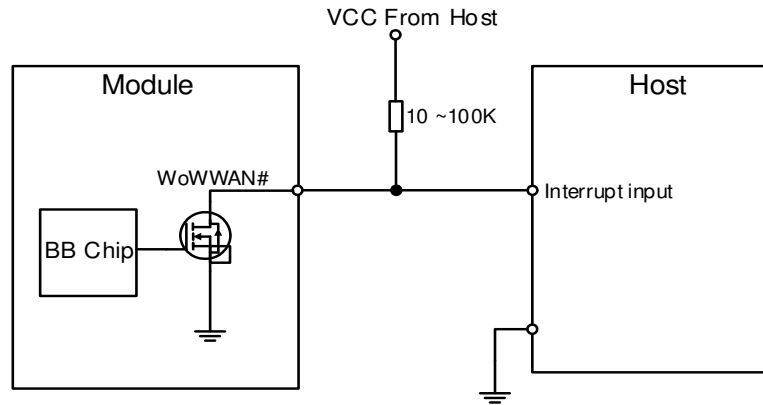 VCC From Host
Module
Host
10 ~100K
WoWWAN#
Interrupt input
BB Chip